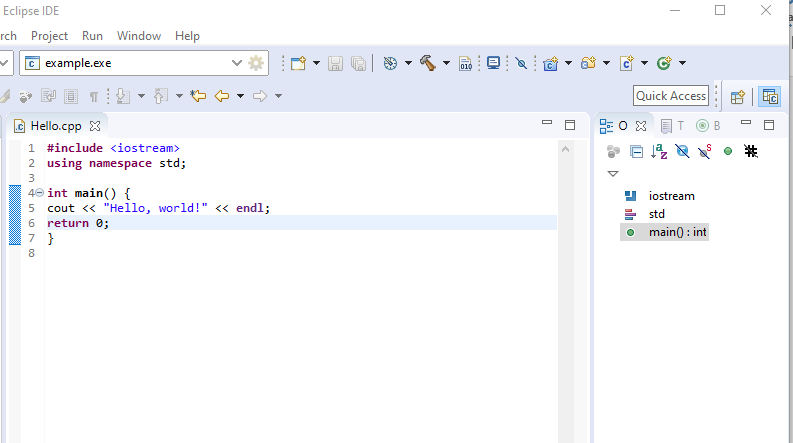 Eclipse IDE
rch Project Run Window Help
example.exe
010
Quick Access
Hello.cpp
O T B
1 #include <iostream>
2 using namespace std;
3
4 int main() {
5 cout << "Hello, world!" << endl;
6 return 0;
7 }
8
iostream
std
main() : int